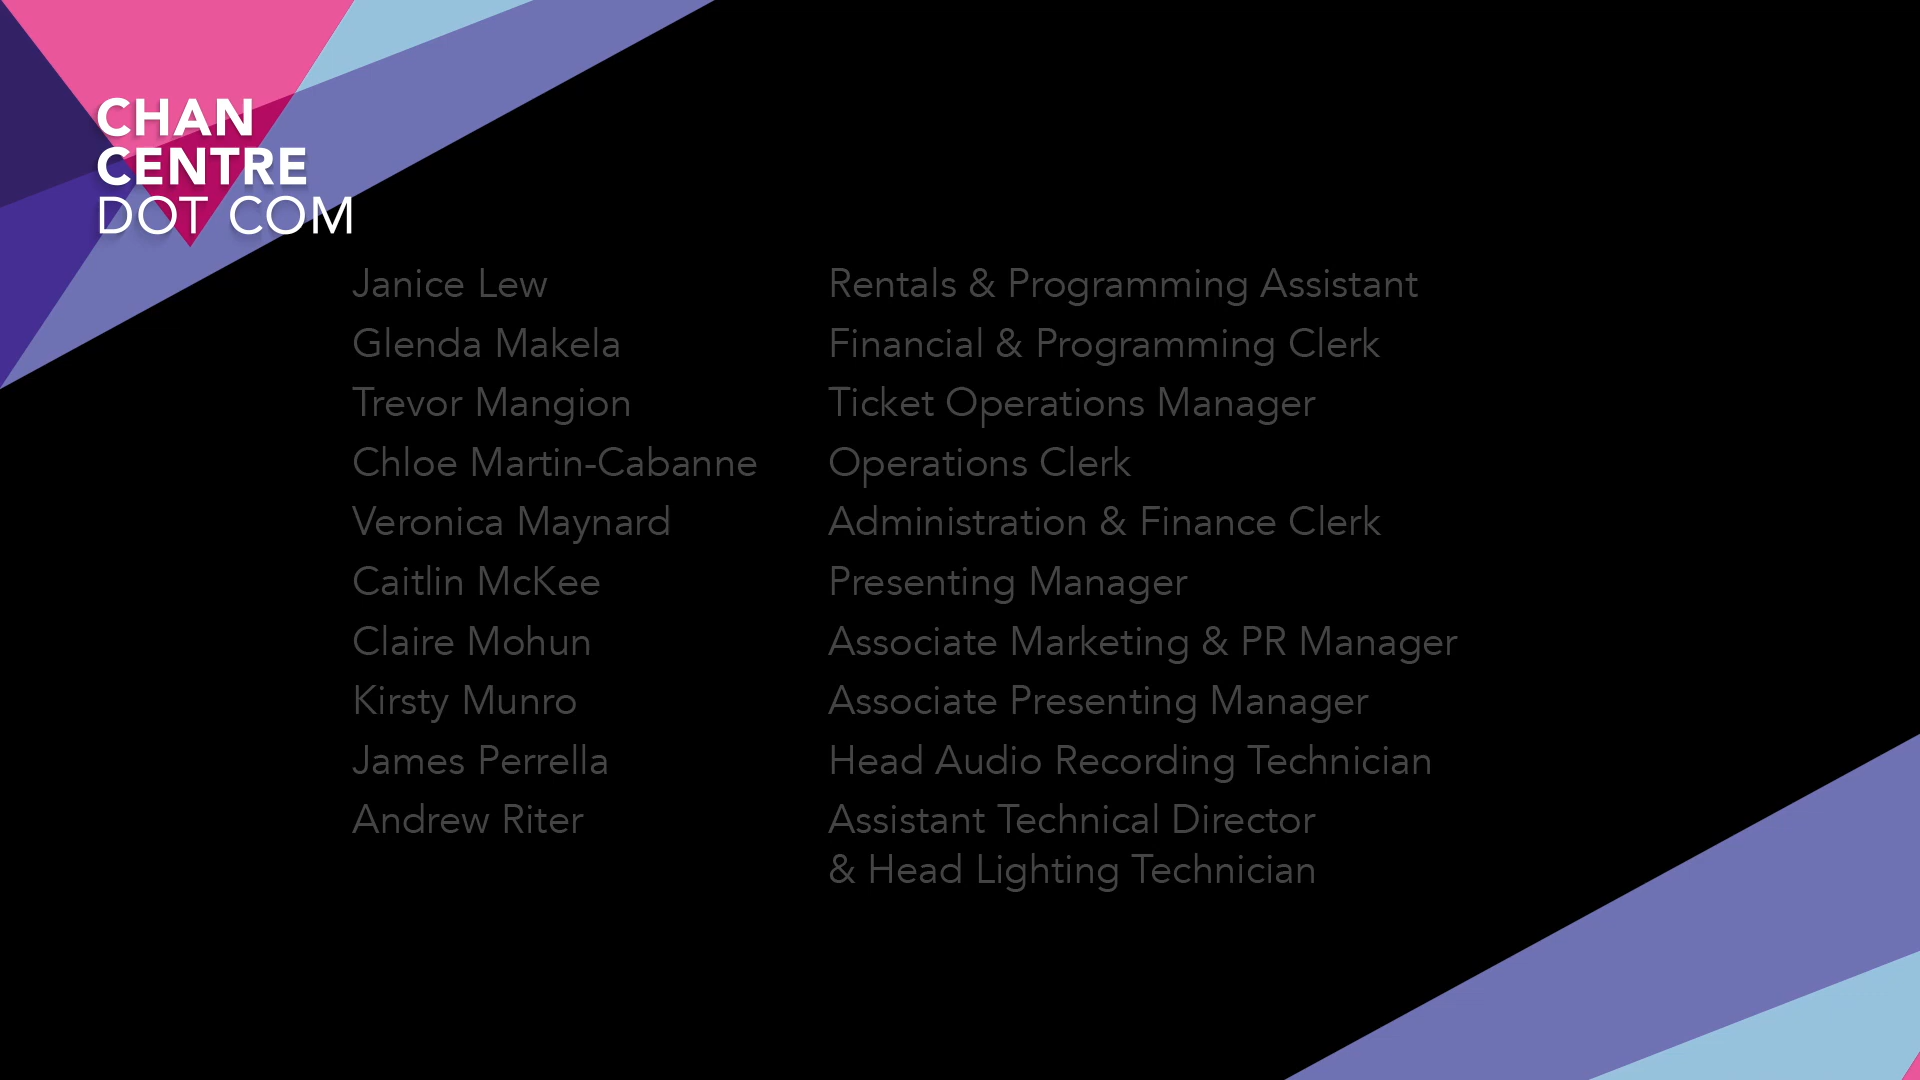 CHAN
CENTRE
DOT COM
Janice Lew Rentals & Programming Assistant
Glenda Makela Financial & Programming Clerk
Trevor Mangion Ticket Operations Manager
Chloe Martin-Cabanne Operations Clerk
Veronica Maynard Administration & Finance Clerk
Caitlin McKee Presenting Manager
Claire Mohun Associate Marketing & PR Manager
Kirsty Munro Associate Presenting Manager
James Perrella Head Audio Recording Technician
Andrew Riter Assistant Technical Director
& Head Lighting Technician